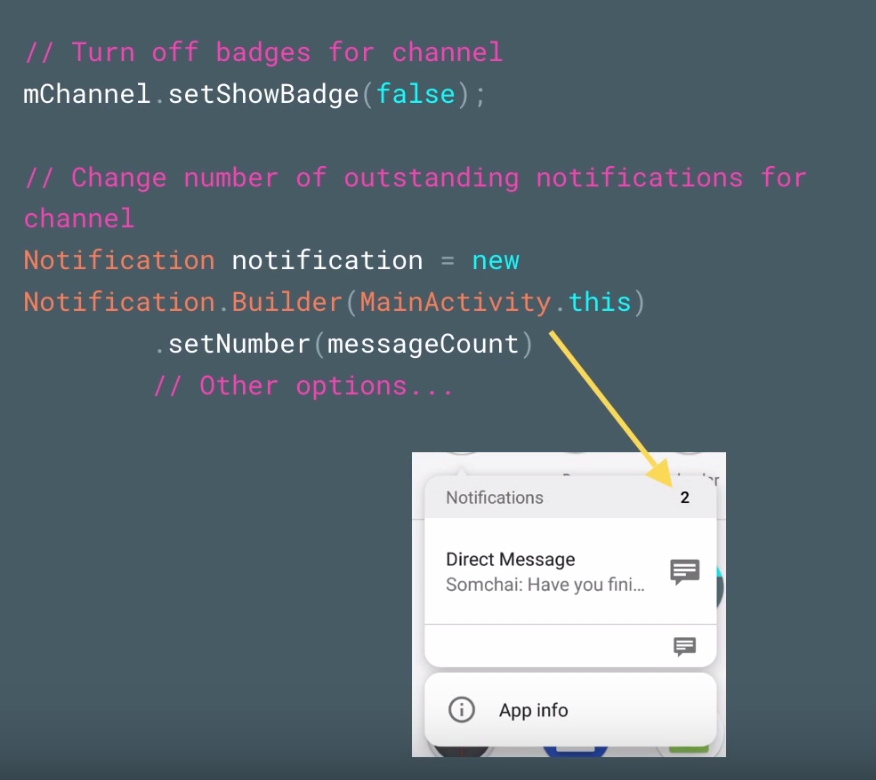 // Turn off badges for channel
mChannel.setShowBadge(false);
// Change number of outstanding notifications for
channel
Notification notification = new
Notification.Builder(MainActivity.this)
.setNumber(messageCount)
// Other options...
Notifications 2
Direct Message
Somchai: Have you fini...
App info